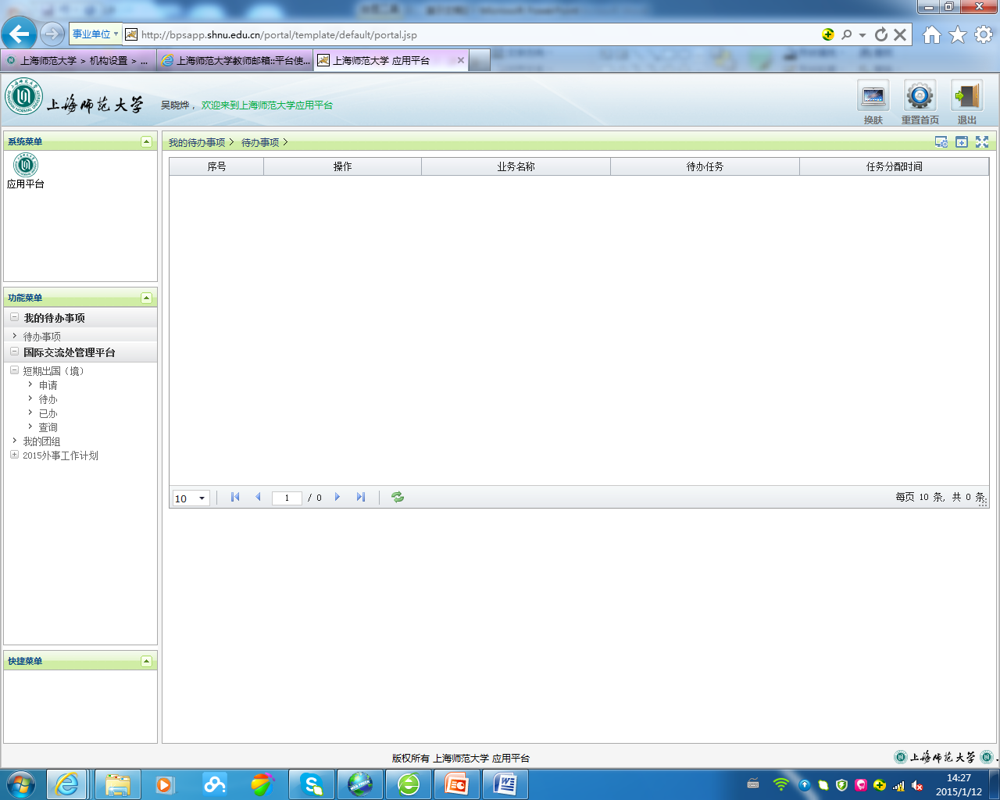 事业单位
http://bpsapp.shnu.edu.cn/portal/template/default/portal.jsp
上海师范大学 > 机构设置 > ...
上海师范大学教师邮箱::平台使...
上海师范大学 应用平台
上海师范大学
吴晓烨，欢迎来到上海师范大学应用平台
换肤
重置首页
退出
系统菜单
应用平台
功能菜单
我的待办事项
待办事项
国际交流处管理平台
短期出国（境）
申请
待办
已办
查询
我的团组
2015外事工作计划
快捷菜单
我的待办事项 > 待办事项 >
序号 操作 业务名称 待办任务 任务分配时间
10 1 / 0 每页 10 条, 共 0 条
版权所有 上海师范大学 应用平台
上海师范大学
14:27
2015/1/12